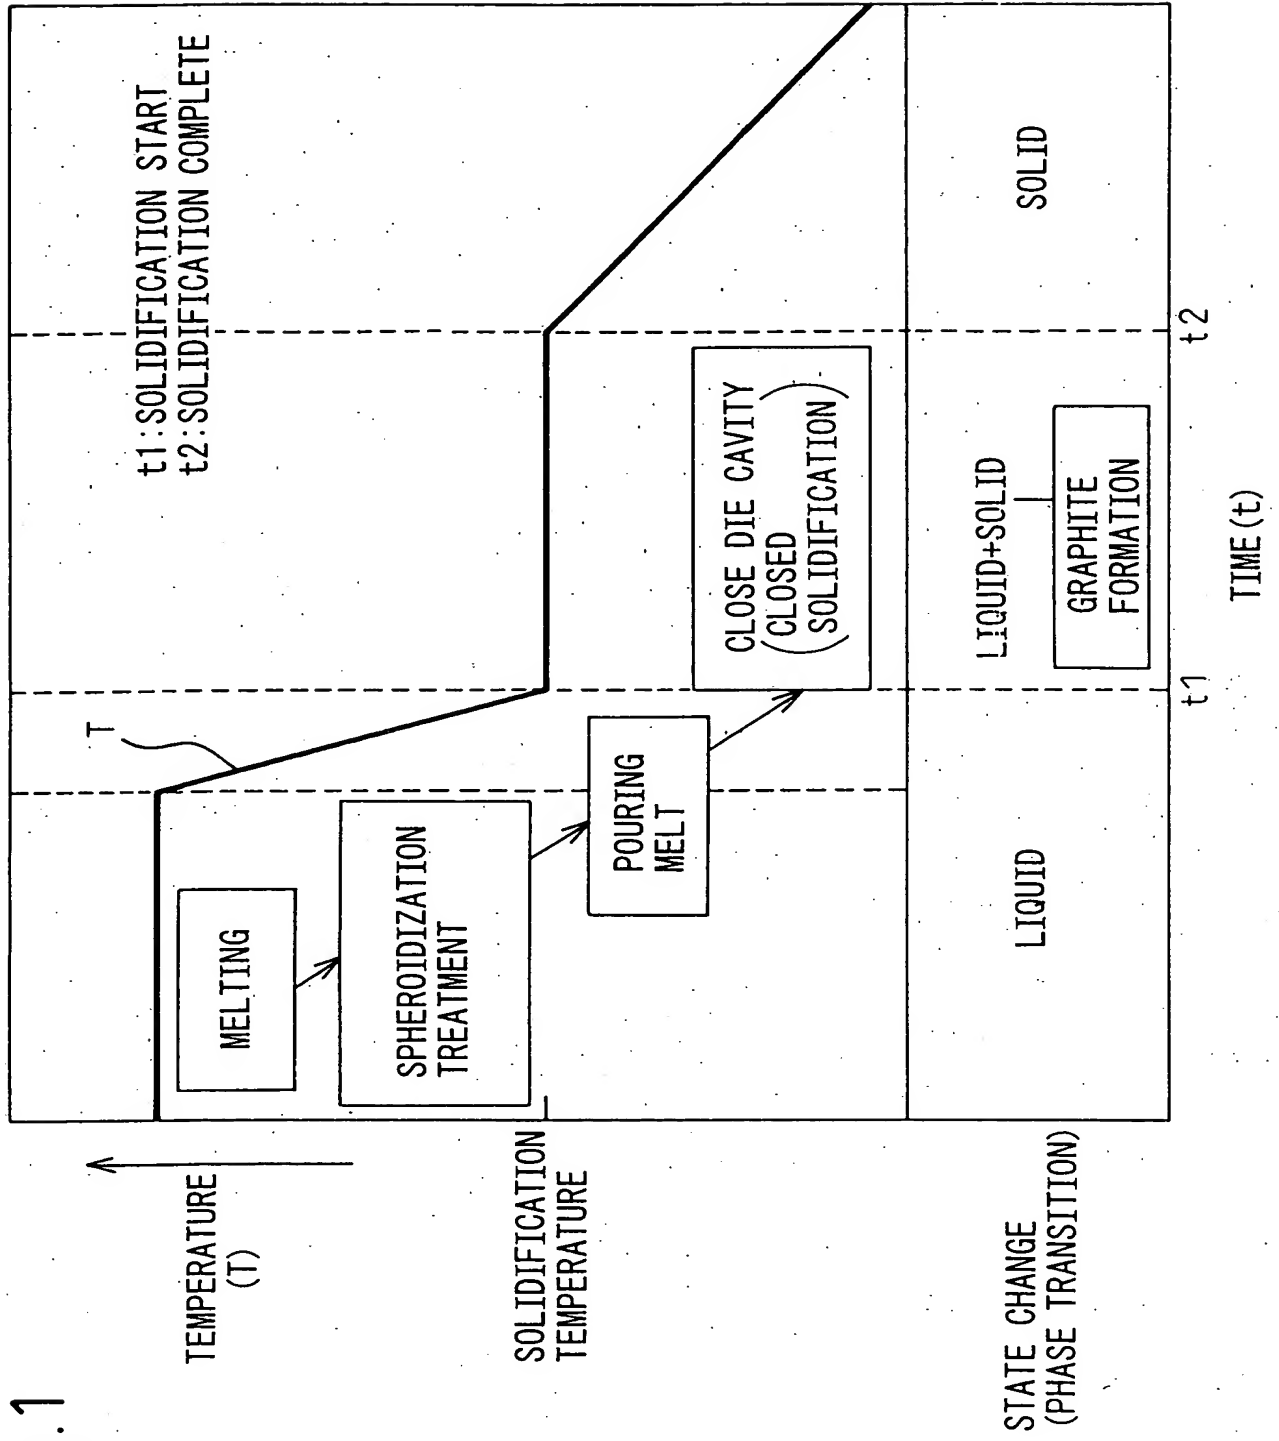 .1
TEMPERATURE
(T)
SOLIDIFICATION
TEMPERATURE
STATE CHANGE
(PHASE TRANSITION)
T
t1:SOLIDIFICATION START
t2:SOLIDIFICATION COMPLETE
MELTING
SPHEROIDIZATION
TREATMENT
POURING
MELT
CLOSE DIE CAVITY
(CLOSED
SOLIDIFICATION)
LIQUID
LIQUID+SOLID
GRAPHITE
FORMATION
SOLID
t1
t2
TIME(t)